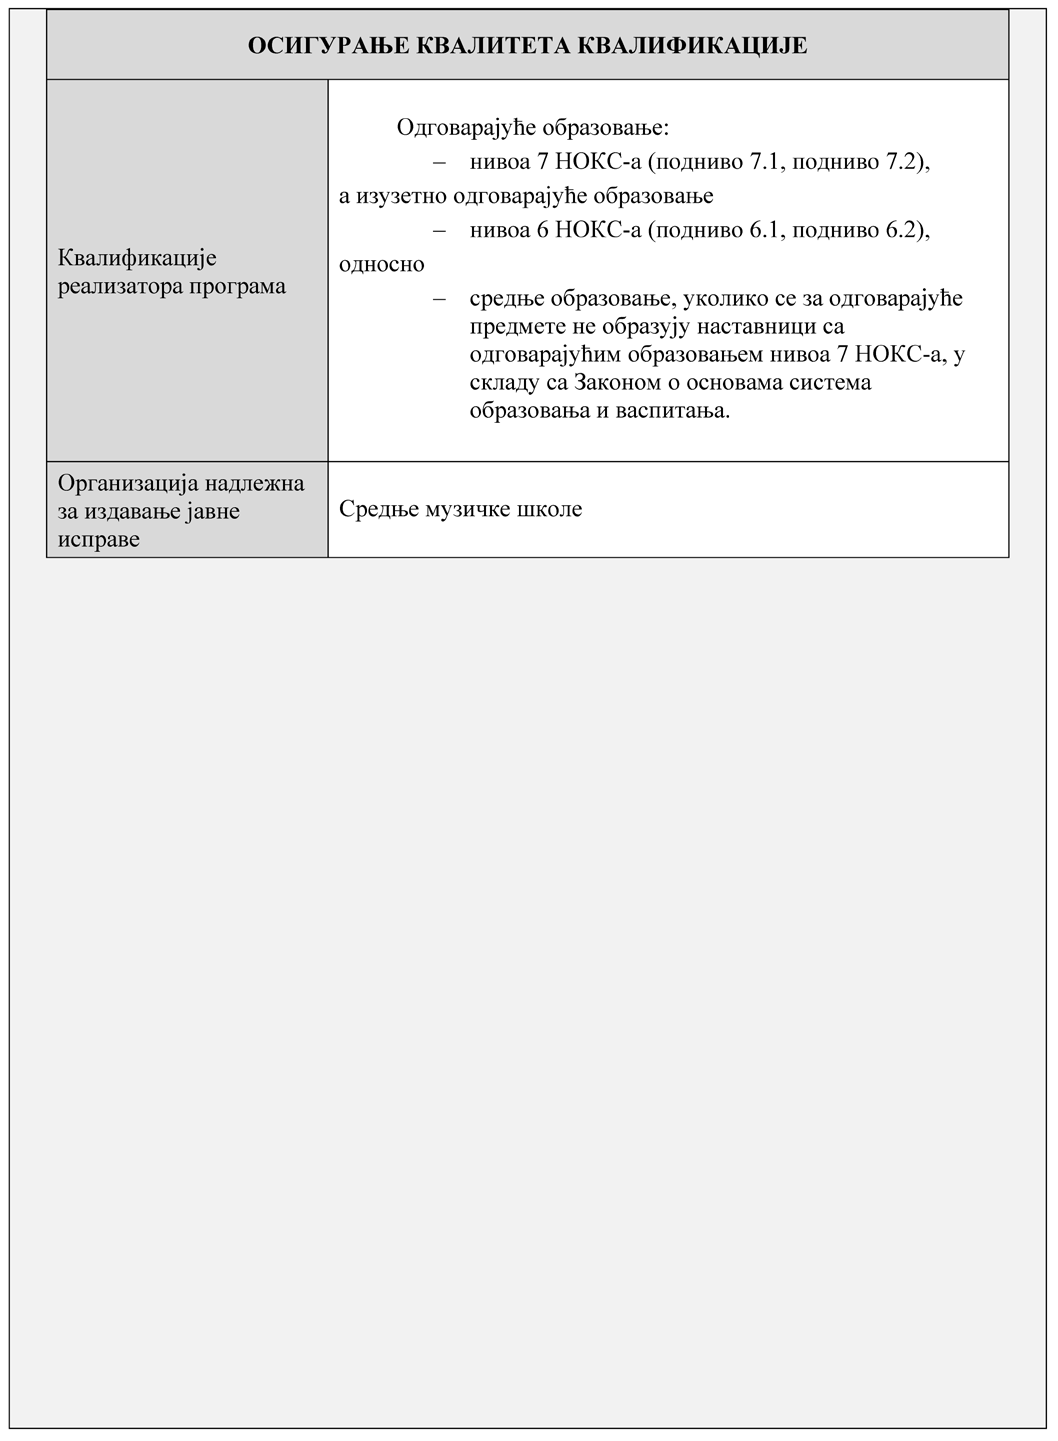 ОСИГУРАЊЕ КВАЛИТЕТА КВАЛИФИКАЦИЈЕ
Квалификације
реализатора програма
Одговарајуће образовање:
– нивоа 7 НОКС-а (подниво 7.1, подниво 7.2),
а изузетно одговарајуће образовање
– нивоа 6 НОКС-а (подниво 6.1, подниво 6.2),
односно
– средње образовање, уколико се за одговарајуће
предмете не образују наставници са
одговарајућим образовањем нивоа 7 НОКС-а, у
складу са Законом о основама система
образовања и васпитања.
Организација надлежна
за издавање јавне
исправе
Средње музичке школе